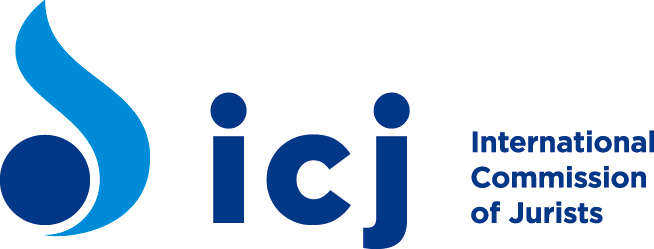 icj
International
Commission
of Jurists